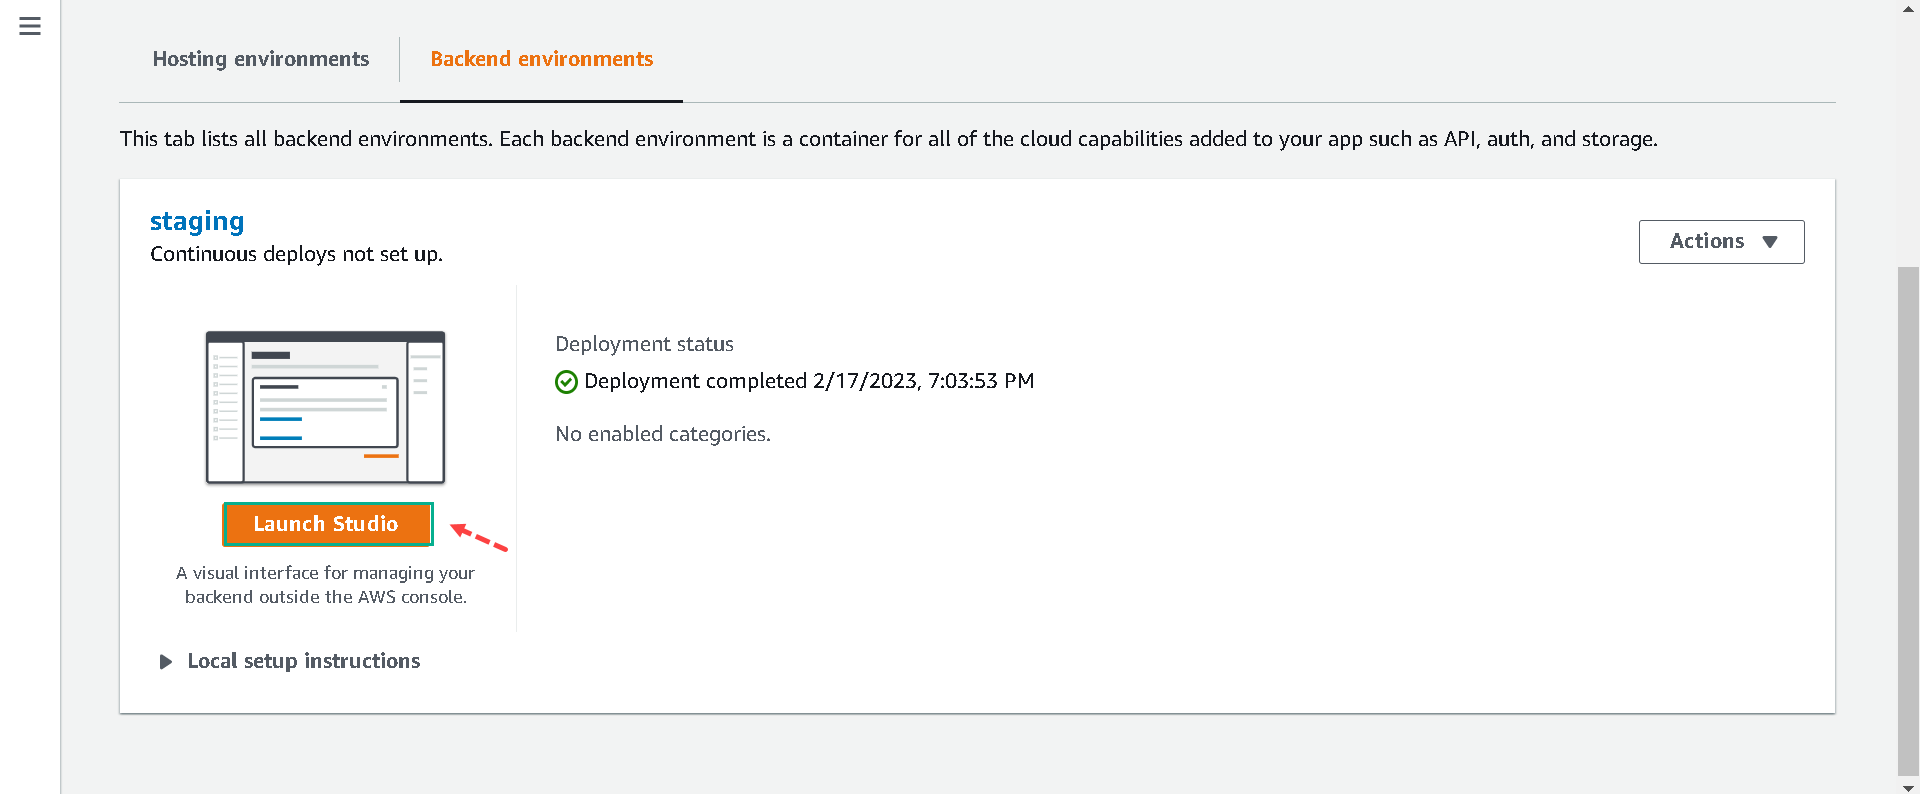 Hosting environments
Backend environments
This tab lists all backend environments. Each backend environment is a container for all of the cloud capabilities added to your app such as API, auth, and storage.
staging
Continuous deploys not set up.
Actions
Deployment status
Deployment completed 2/17/2023, 7:03:53 PM
No enabled categories.
Launch Studio
A visual interface for managing your
backend outside the AWS console.
Local setup instructions